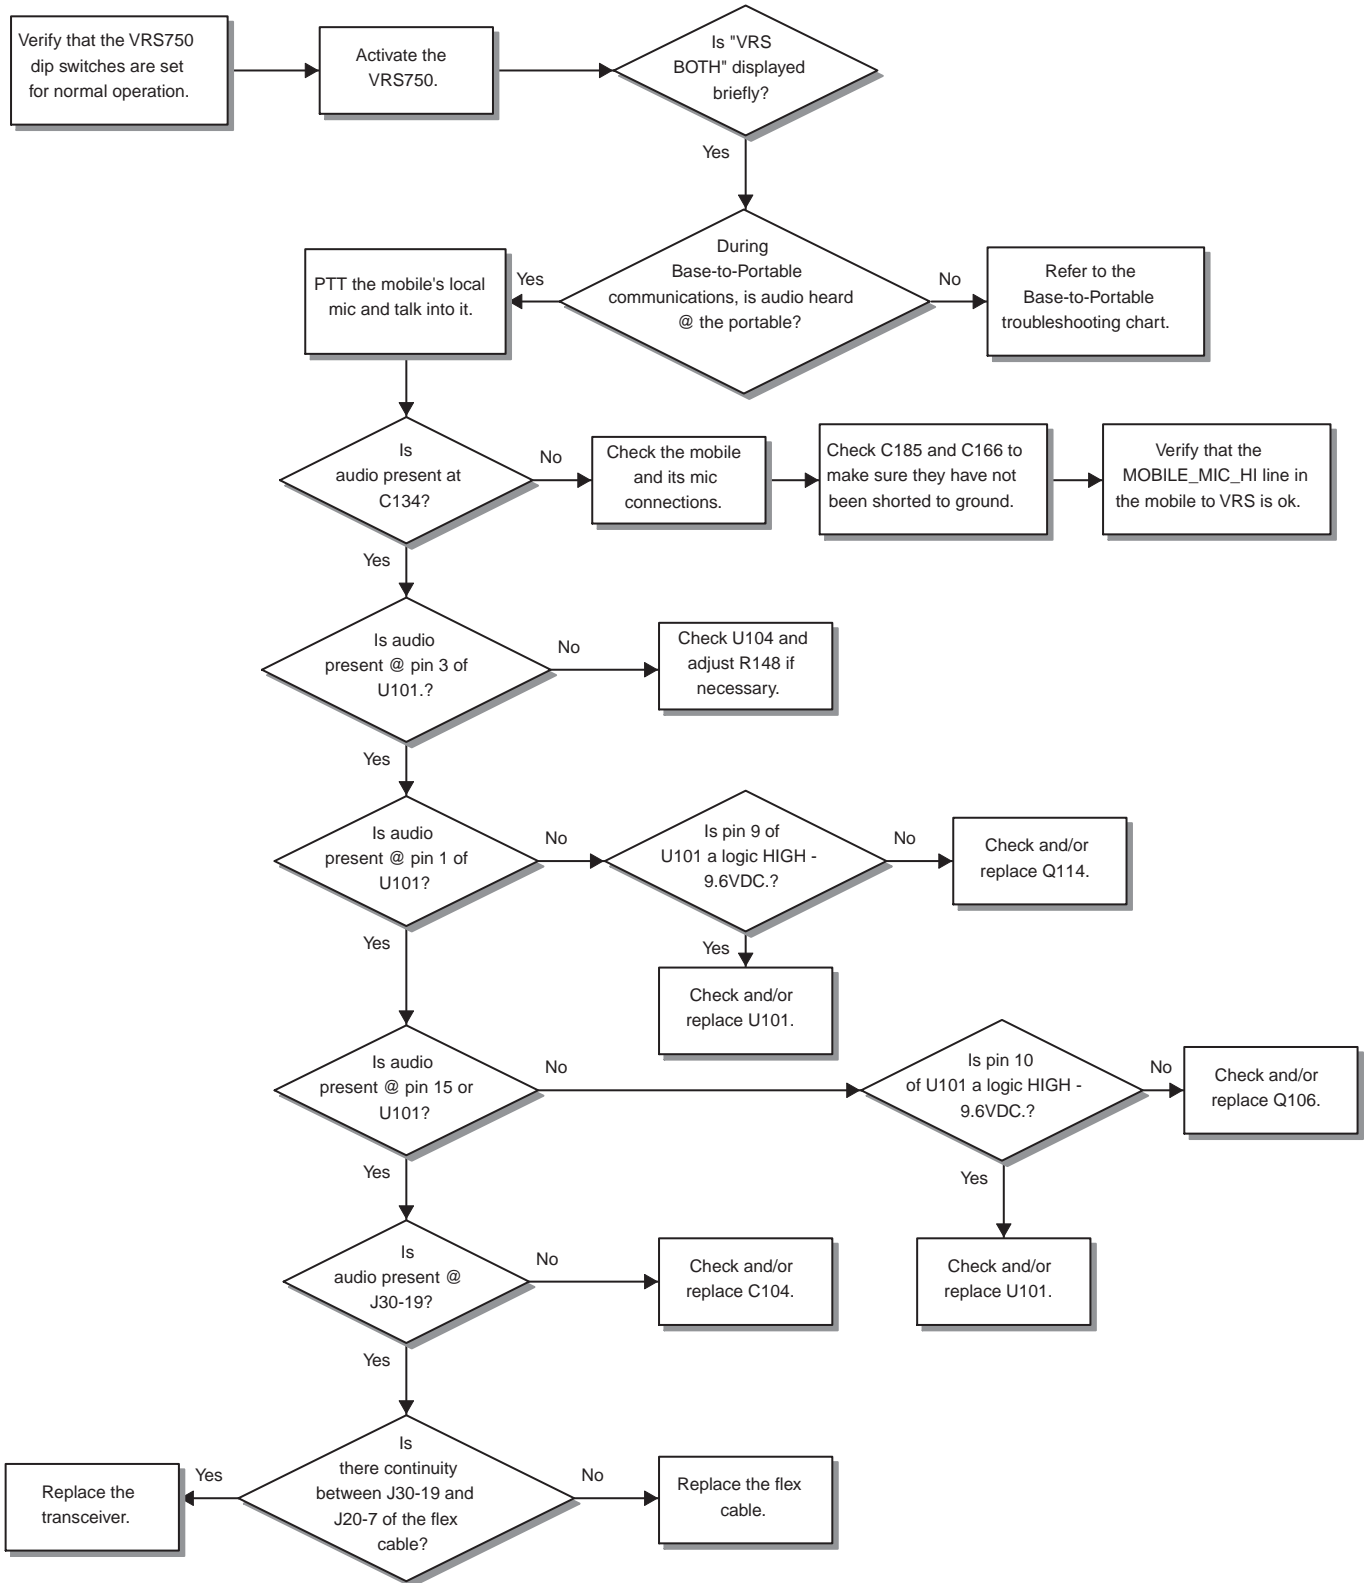 Verify that the VRS750
dip switches are set
for normal operation.
Activate the
VRS750.
Is "VRS
BOTH" displayed
briefly?
Yes
During
Base-to-Portable
communications, is audio heard
@ the portable?
Yes
PTT the mobile's local
mic and talk into it.
No
Refer to the
Base-to-Portable
troubleshooting chart.
Is
audio present at
C134?
No
Check the mobile
and its mic
connections.
Check C185 and C166 to
make sure they have not
been shorted to ground.
Verify that the
MOBILE_MIC_HI line in
the mobile to VRS is ok.
Yes
Is audio
present @ pin 3 of
U101.?
No
Check U104 and
adjust R148 if
necessary.
Yes
Is audio
present @ pin 1 of
U101?
No
Is pin 9 of
U101 a logic HIGH -
9.6VDC.?
No
Check and/or
replace Q114.
Yes
Check and/or
replace U101.
Yes
Is audio
present @ pin 15 or
U101?
No
Is pin 10
of U101 a logic HIGH -
9.6VDC.?
No
Check and/or
replace Q106.
Yes
Check and/or
replace U101.
Yes
Is
audio present @
J30-19?
No
Check and/or
replace C104.
Yes
Is
there continuity
between J30-19 and
J20-7 of the flex
cable?
Yes
Replace the
transceiver.
No
Replace the flex
cable.